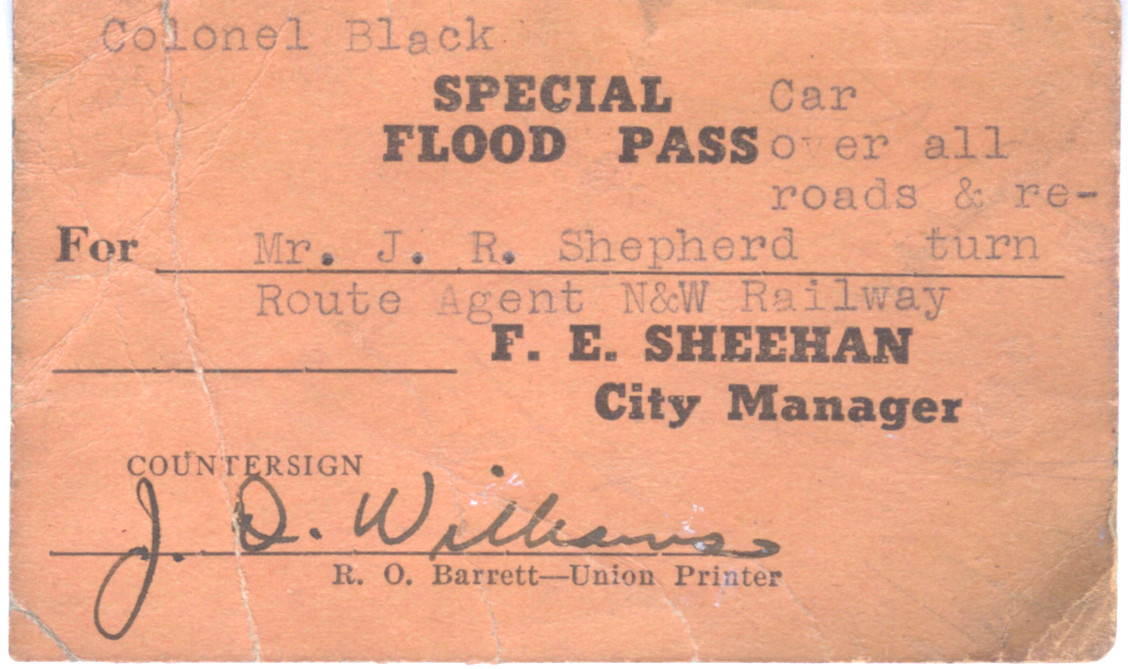 Colonel Black
SPECIAL Car
FLOOD PASS over all
roads & re-
For Mr. J. R. Shepherd turn
Route Agent N&W Railway
F. E. SHEEHAN
City Manager
COUNTERSIGN
J. Q. Williams
R. O. Barrett—Union Printer